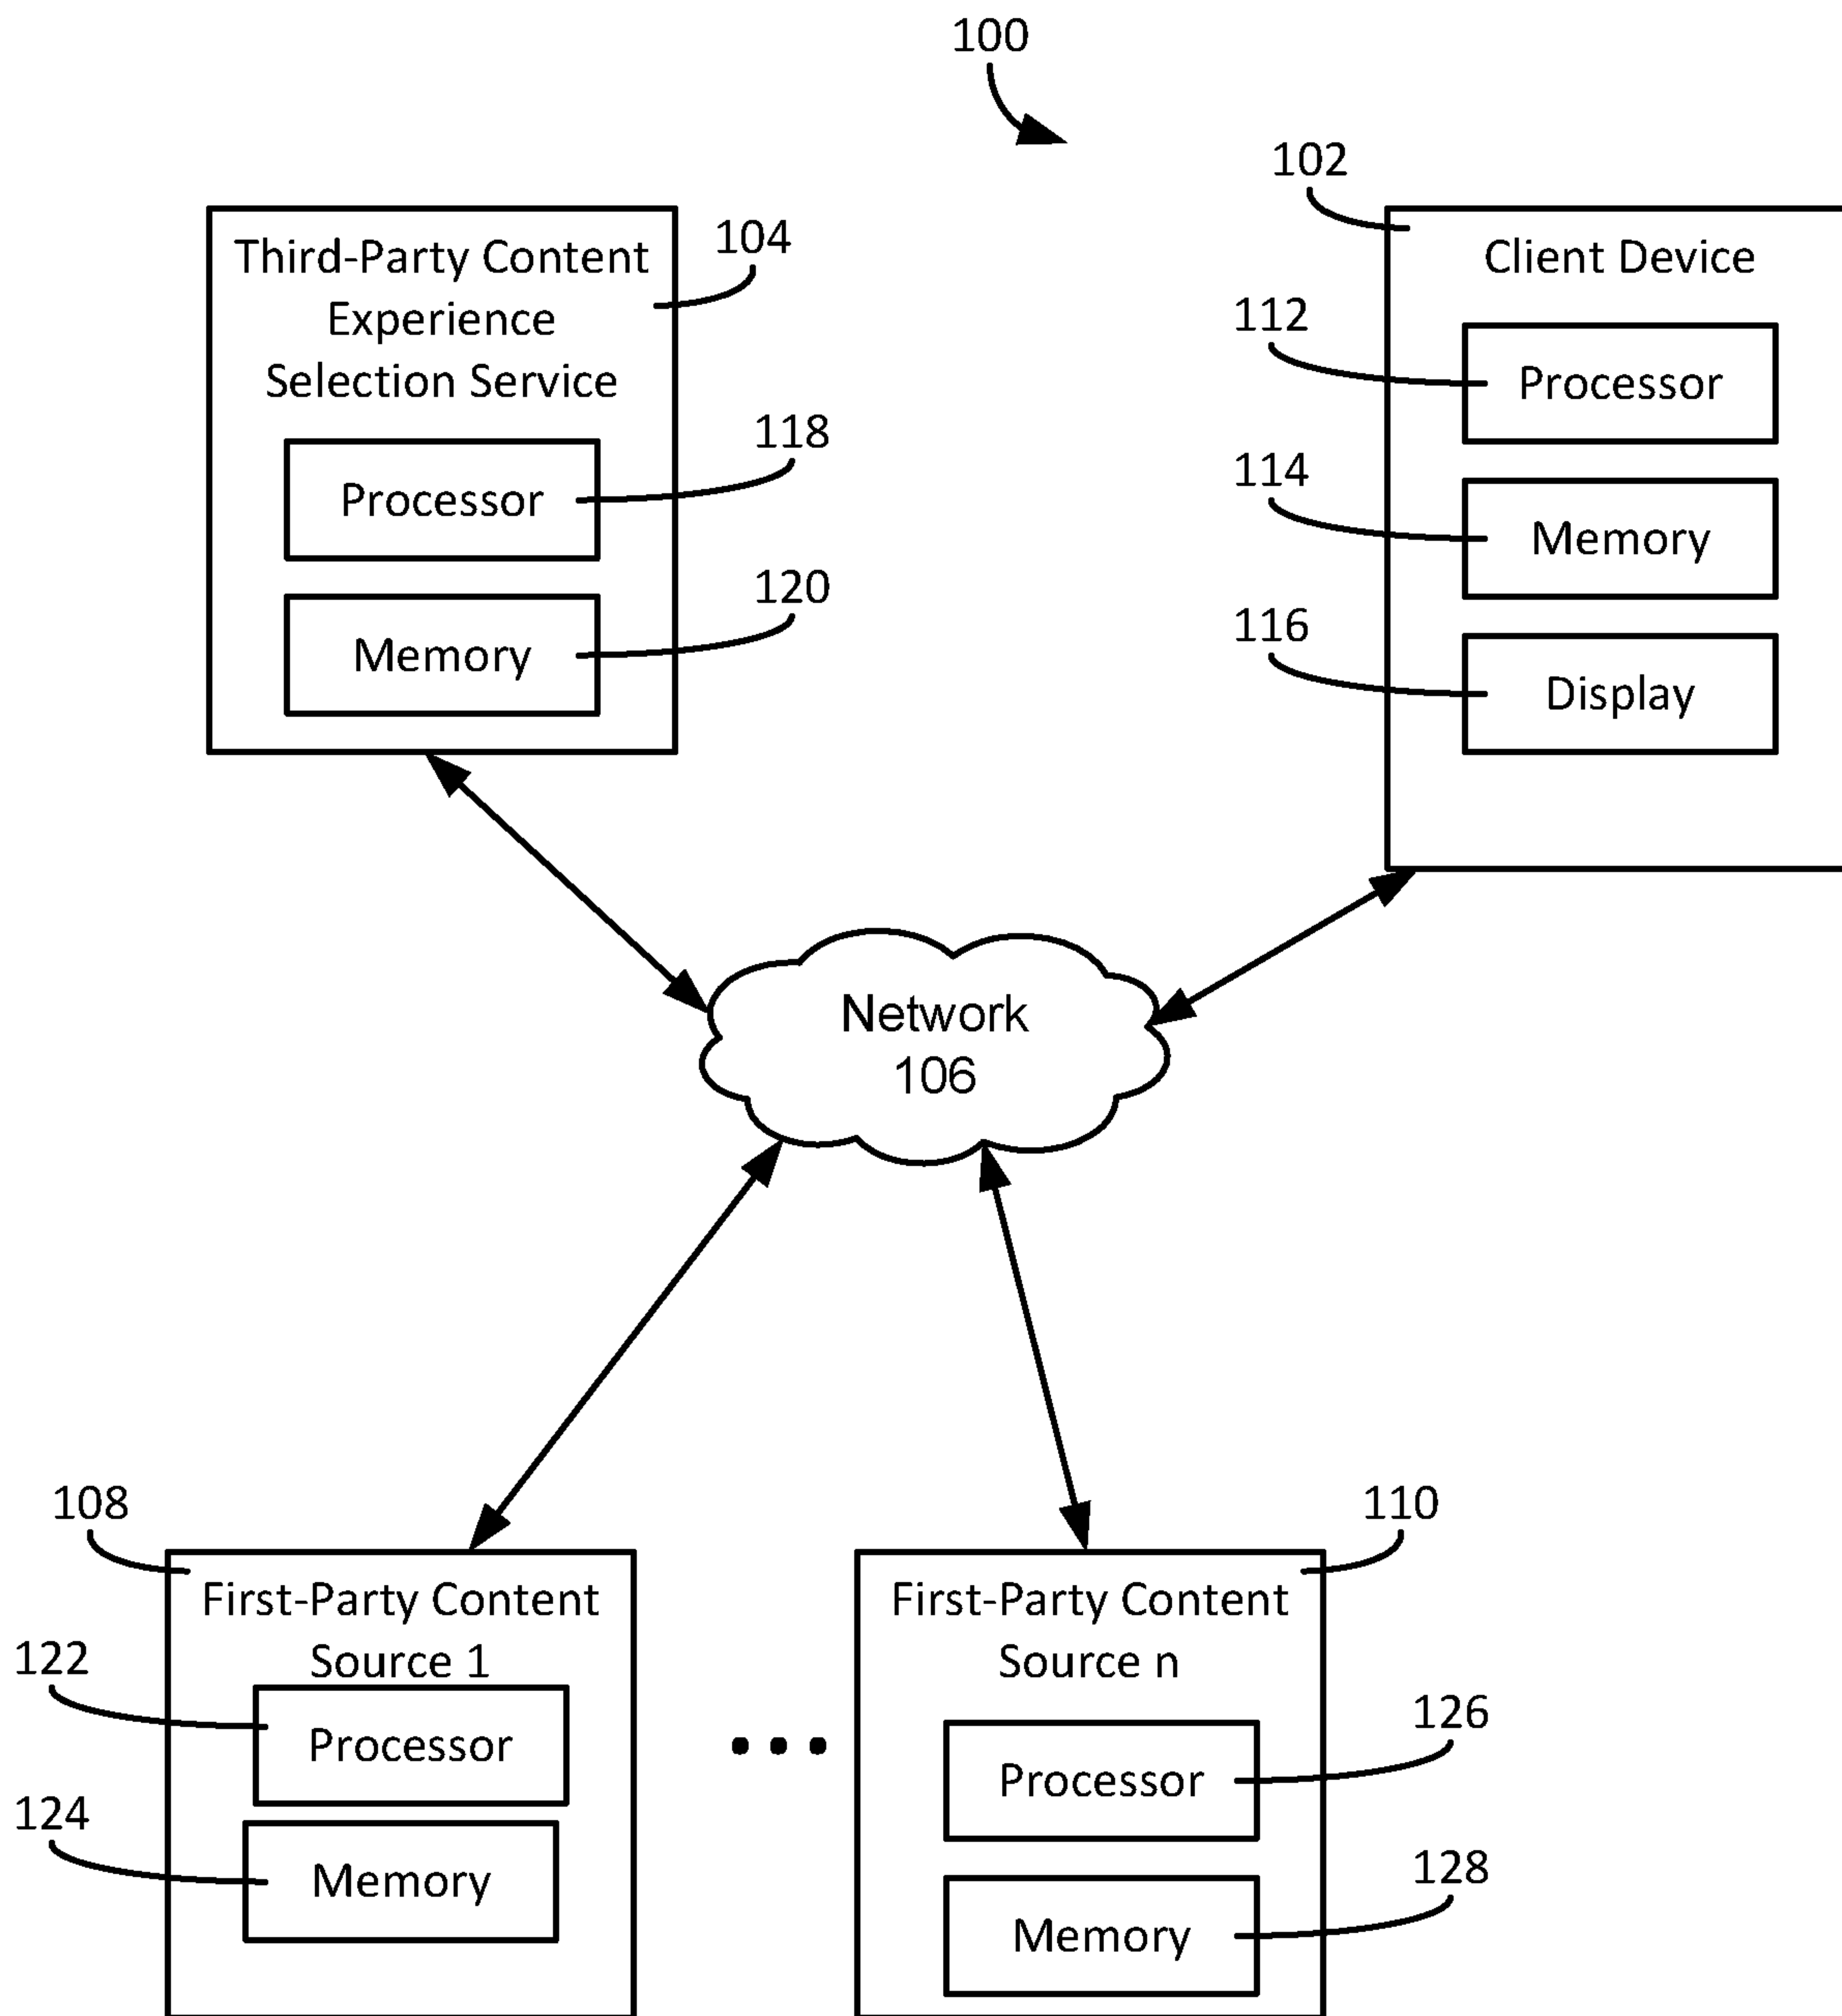 100
102
Third-Party Content
Experience
Selection Service
104
Client Device
112
Processor
118
Processor
114
Memory
120
Memory
116
Display
Network
106
108
First-Party Content
Source 1
110
First-Party Content
Source n
122
Processor
126
Processor
124
Memory
128
Memory